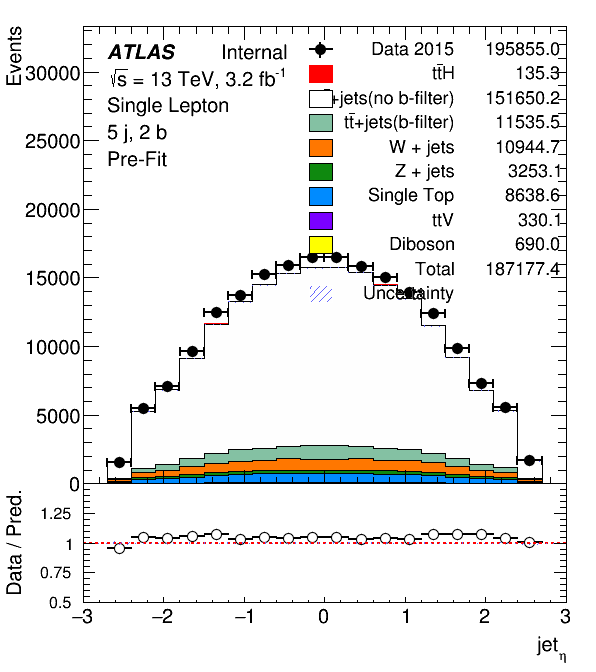 Events
ATLAS Internal
√s = 13 TeV, 3.2 fb⁻¹
Single Lepton
5 j, 2 b
Pre-Fit
Data 2015 195855.0
tt̄H 135.3
+jets(no b-filter) 151650.2
tt̄+jets(b-filter) 11535.5
W + jets 10944.7
Z + jets 3253.1
Single Top 8638.6
ttV 330.1
Diboson 690.0
Total 187177.4
Uncertainty
30000
25000
20000
15000
10000
5000
0
Data / Pred.
1.25
1
0.75
0.5
−3 −2 −1 0 1 2 3
jet_η